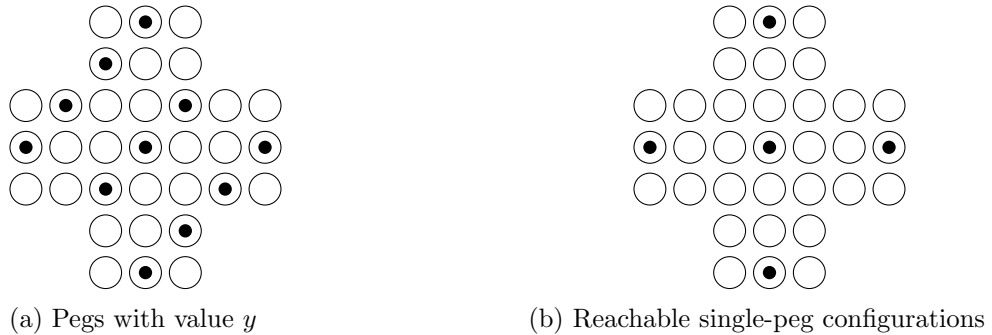 (a) Pegs with value y
(b) Reachable single-peg configurations